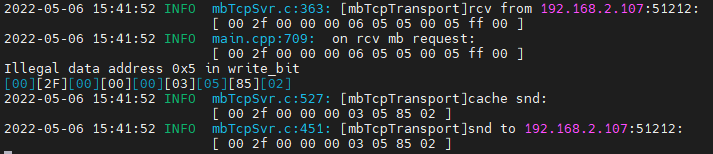 2022-05-06 15:41:52 INFO  mbTcpSvr.c:363: [mbTcpTransport]rcv from 192.168.2.107:51212:
[ 00 2f 00 00 00 06 05 05 00 05 ff 00 ]
2022-05-06 15:41:52 INFO  main.cpp:709:  on rcv mb request:
[ 00 2f 00 00 00 06 05 05 00 05 ff 00 ]
Illegal data address 0x5 in write_bit
[00][2F][00][00][00][03][05][85][02]
2022-05-06 15:41:52 INFO  mbTcpSvr.c:527: [mbTcpTransport]cache snd:
[ 00 2f 00 00 00 03 05 85 02 ]
2022-05-06 15:41:52 INFO  mbTcpSvr.c:451: [mbTcpTransport]snd to 192.168.2.107:51212:
[ 00 2f 00 00 00 03 05 85 02 ]